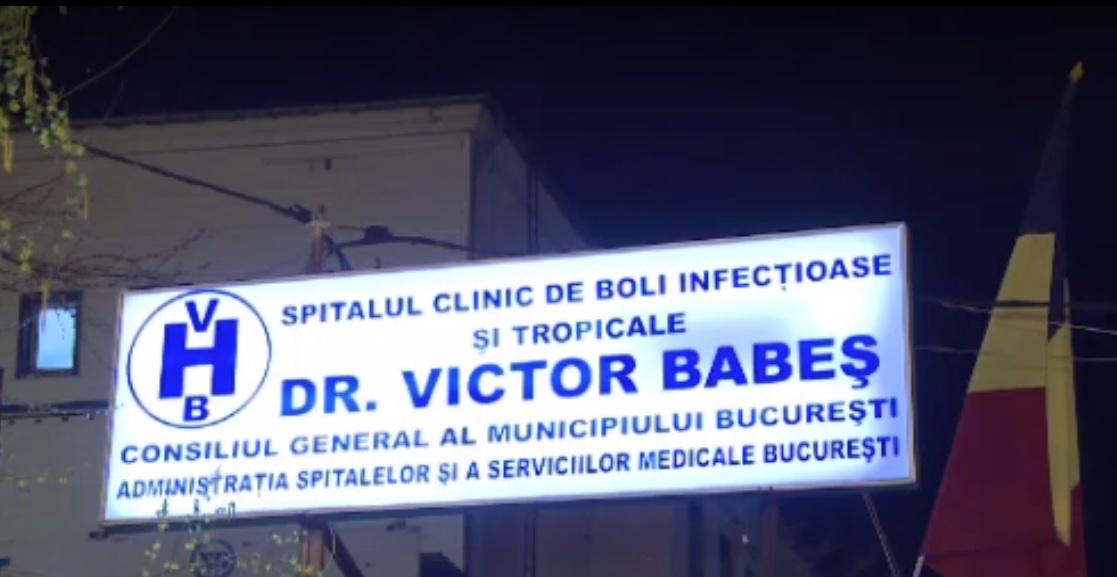 V
H
B
SPITALUL CLINIC DE BOLI INFECȚIOASE
ȘI TROPICALE
DR. VICTOR BABEȘ
CONSILIUL GENERAL AL MUNICIPIULUI BUCUREȘTI
ADMINISTRAȚIA SPITALELOR ȘI A SERVICIILOR MEDICALE BUCUREȘTI